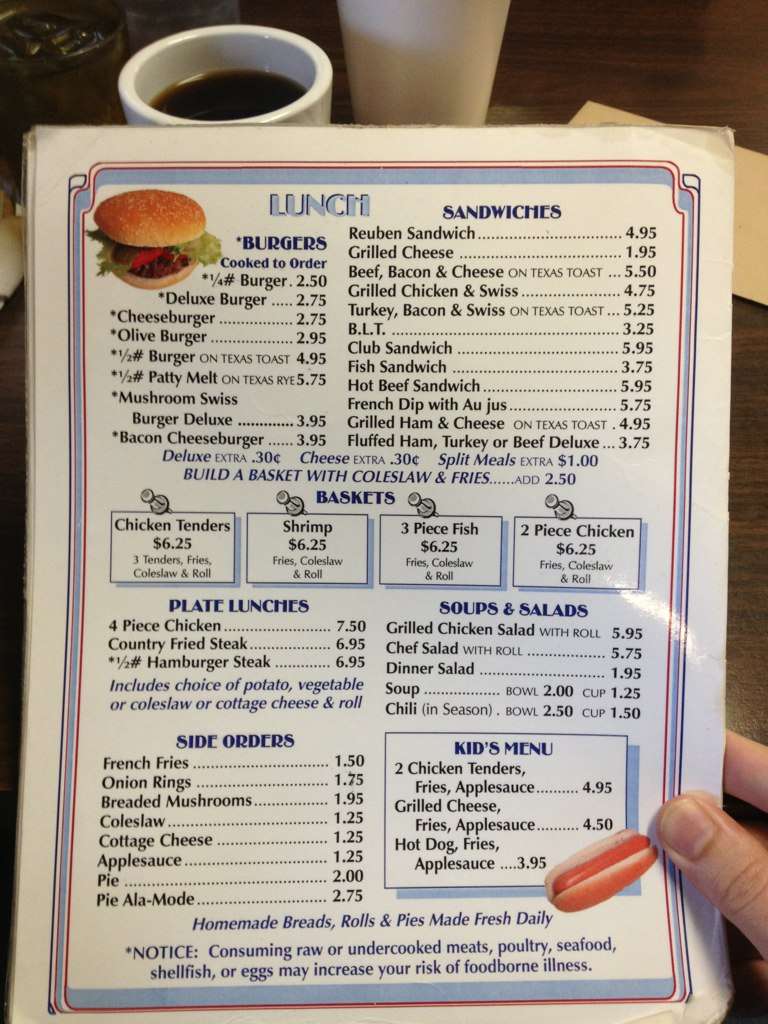 LUNCH
*BURGERS
Cooked to Order
*¼# Burger. 2.50
*Deluxe Burger ..... 2.75
*Cheeseburger ............... 2.75
*Olive Burger ................. 2.95
*½# Burger ON TEXAS TOAST 4.95
*½# Patty Melt ON TEXAS RYE 5.75
*Mushroom Swiss
Burger Deluxe ............. 3.95
*Bacon Cheeseburger ...... 3.95
SANDWICHES
Reuben Sandwich............................... 4.95
Grilled Cheese ................................... 1.95
Beef, Bacon & Cheese ON TEXAS TOAST ... 5.50
Grilled Chicken & Swiss ...................... 4.75
Turkey, Bacon & Swiss ON TEXAS TOAST ... 5.25
B.L.T. ................................................. 3.25
Club Sandwich ................................... 5.95
Fish Sandwich .................................... 3.75
Hot Beef Sandwich............................. 5.95
French Dip with Au jus....................... 5.75
Grilled Ham & Cheese ON TEXAS TOAST . 4.95
Fluffed Ham, Turkey or Beef Deluxe ... 3.75
Deluxe EXTRA .30¢ Cheese EXTRA .30¢ Split Meals EXTRA $1.00
BUILD A BASKET WITH COLESLAW & FRIES......ADD 2.50
BASKETS
Chicken Tenders
$6.25
3 Tenders, Fries,
Coleslaw & Roll
Shrimp
$6.25
Fries, Coleslaw
& Roll
3 Piece Fish
$6.25
Fries, Coleslaw
& Roll
2 Piece Chicken
$6.25
Fries, Coleslaw
& Roll
PLATE LUNCHES
4 Piece Chicken ..................... 7.50
Country Fried Steak............... 6.95
*½# Hamburger Steak ........... 6.95
Includes choice of potato, vegetable
or coleslaw or cottage cheese & roll
SOUPS & SALADS
Grilled Chicken Salad WITH ROLL 5.95
Chef Salad WITH ROLL ................... 5.75
Dinner Salad ............................... 1.95
Soup ................ BOWL 2.00 CUP 1.25
Chili (in Season) . BOWL 2.50 CUP 1.50
SIDE ORDERS
French Fries ........................... 1.50
Onion Rings .......................... 1.75
Breaded Mushrooms.............. 1.95
Coleslaw ................................ 1.25
Cottage Cheese ...................... 1.25
Applesauce ............................ 1.25
Pie ......................................... 2.00
Pie Ala-Mode......................... 2.75
KID'S MENU
2 Chicken Tenders,
Fries, Applesauce.......... 4.95
Grilled Cheese,
Fries, Applesauce.......... 4.50
Hot Dog, Fries,
Applesauce ....3.95
Homemade Breads, Rolls & Pies Made Fresh Daily
*NOTICE: Consuming raw or undercooked meats, poultry, seafood,
shellfish, or eggs may increase your risk of foodborne illness.